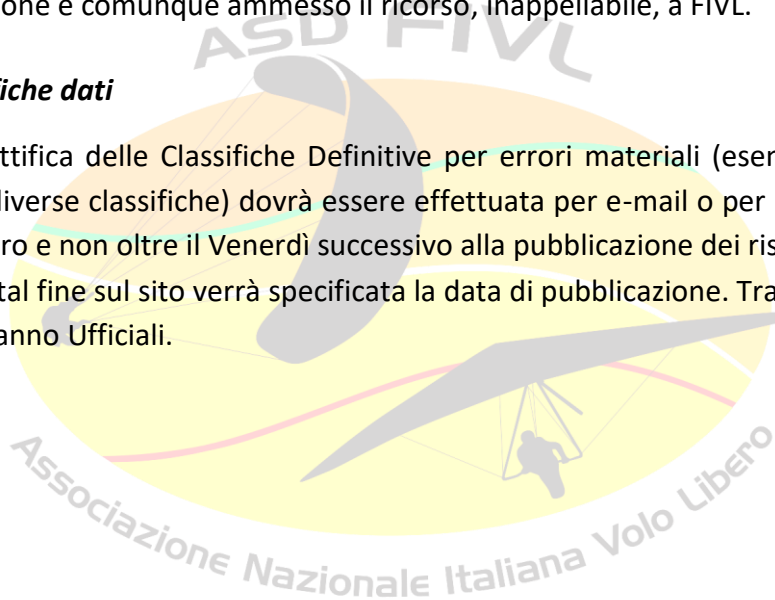 one è comunque ammesso il ricorso, inappellabile, a FIVL.
ASD FIVL
fiche dati
ttifica delle Classifiche Definitive per errori materiali (eser
diverse classifiche) dovrà essere effettuata per e-mail o per
ro e non oltre il Venerdì successivo alla pubblicazione dei ris
tal fine sul sito verrà specificata la data di pubblicazione. Tra
anno Ufficiali.
Associazione Nazionale Italiana Volo Libero